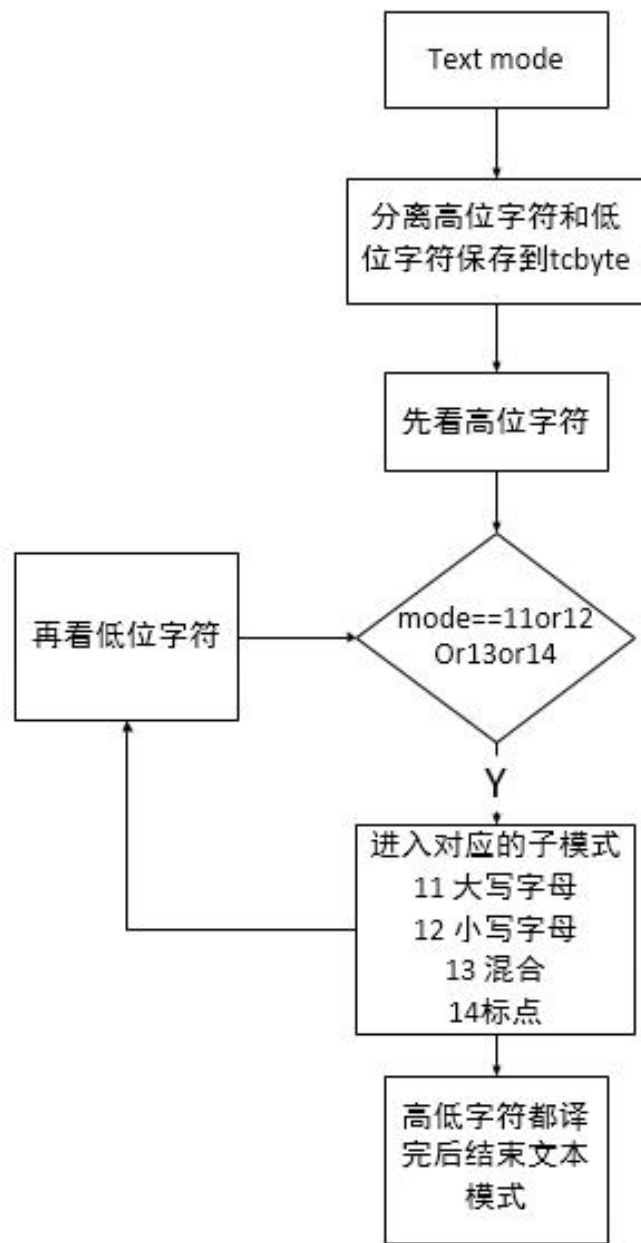 Text mode
分离高位字符和低
位字符保存到tcbyte
先看高位字符
再看低位字符
mode==11or12
Or13or14
Y
进入对应的子模式
11 大写字母
12 小写字母
13 混合
14标点
高低字符都译
完后结束文本
模式